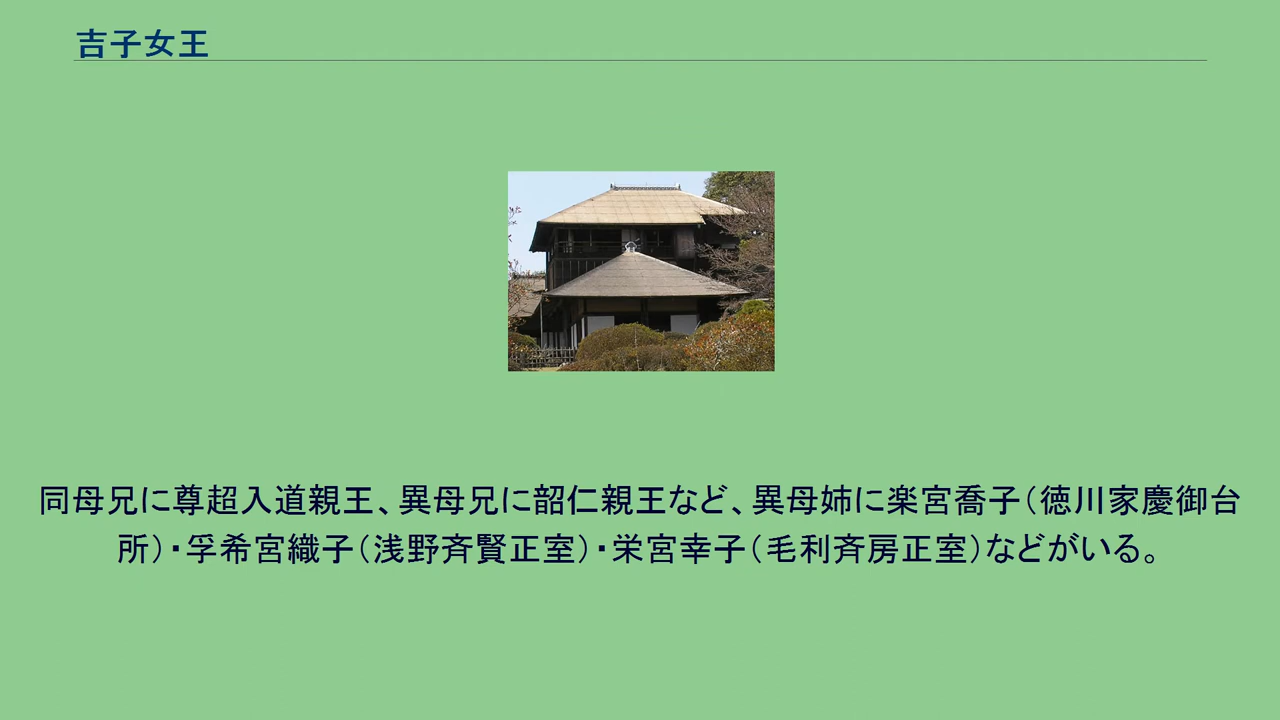 吉子女王
同母兄に尊超入道親王、異母兄に韶仁親王など、異母姉に楽宮喬子（徳川家慶御台
所）・孚希宮織子（浅野斉賢正室）・栄宮幸子（毛利斉房正室）などがいる。